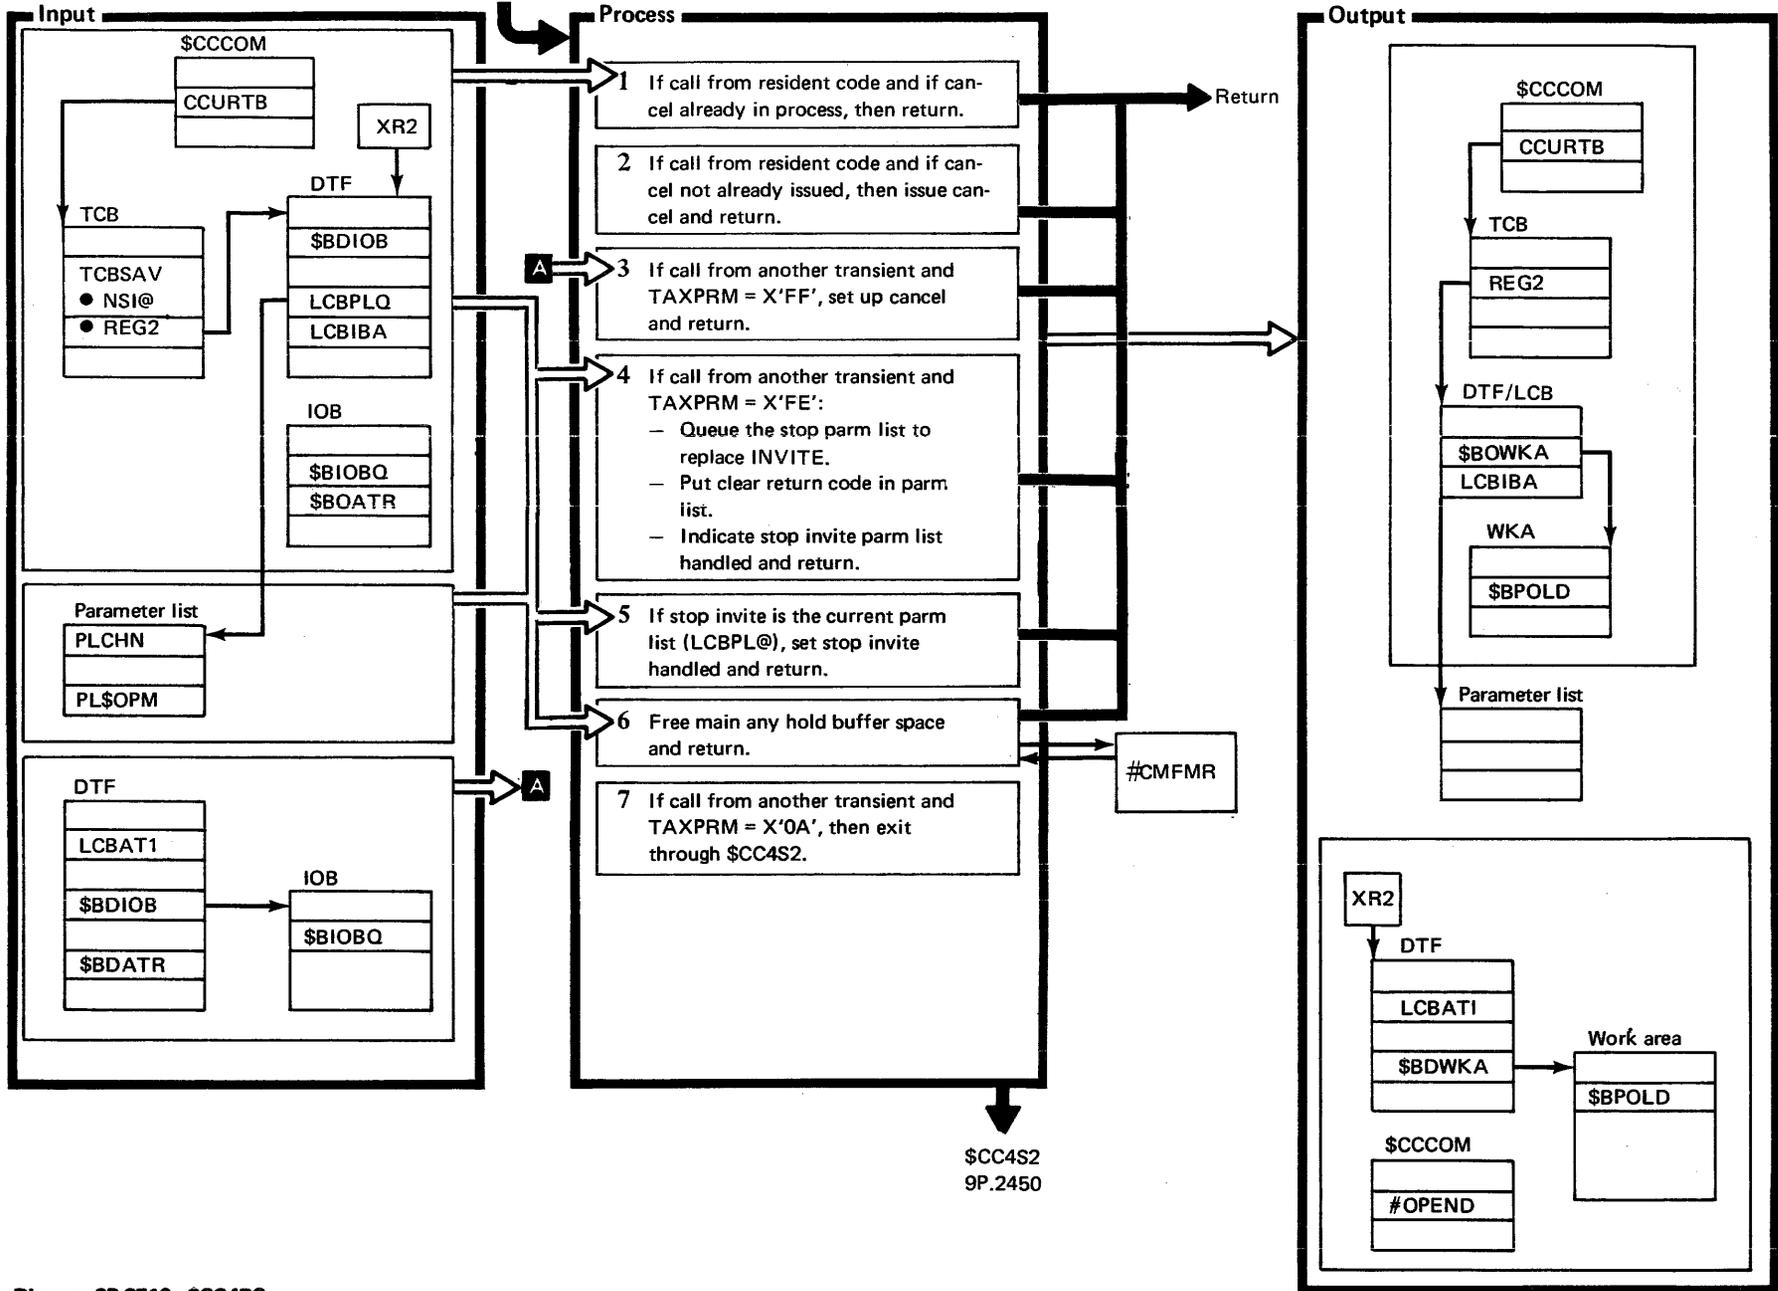 Input
$CCCOM
CCURTB
XR2
DTF
TCB
$BDIOB
TCBSAV
● NSI@
● REG2
LCBPLQ
LCBIBA
IOB
$BIOBQ
$BOATR
Parameter list
PLCHN
PL$OPM
DTF
LCBAT1
$BDIOB
$BDATR
IOB
$BIOBQ
A
Process
1 If call from resident code and if can-
cel already in process, then return.
2 If call from resident code and if can-
cel not already issued, then issue can-
cel and return.
A
3 If call from another transient and
TAXPRM = X'FF', set up cancel
and return.
4 If call from another transient and
TAXPRM = X'FE':
— Queue the stop parm list to
replace INVITE.
— Put clear return code in parm
list.
— Indicate stop invite parm list
handled and return.
5 If stop invite is the current parm
list (LCBPL@), set stop invite
handled and return.
6 Free main any hold buffer space
and return.
7 If call from another transient and
TAXPRM = X'0A', then exit
through $CC4S2.
Return
#CMFMR
$CC4S2
9P.2450
Output
$CCCOM
CCURTB
TCB
REG2
DTF/LCB
$BOWKA
LCBIBA
WKA
$BPOLD
Parameter list
XR2
DTF
LCBATI
$BDWKA
Work area
$BPOLD
$CCCOM
#OPEND